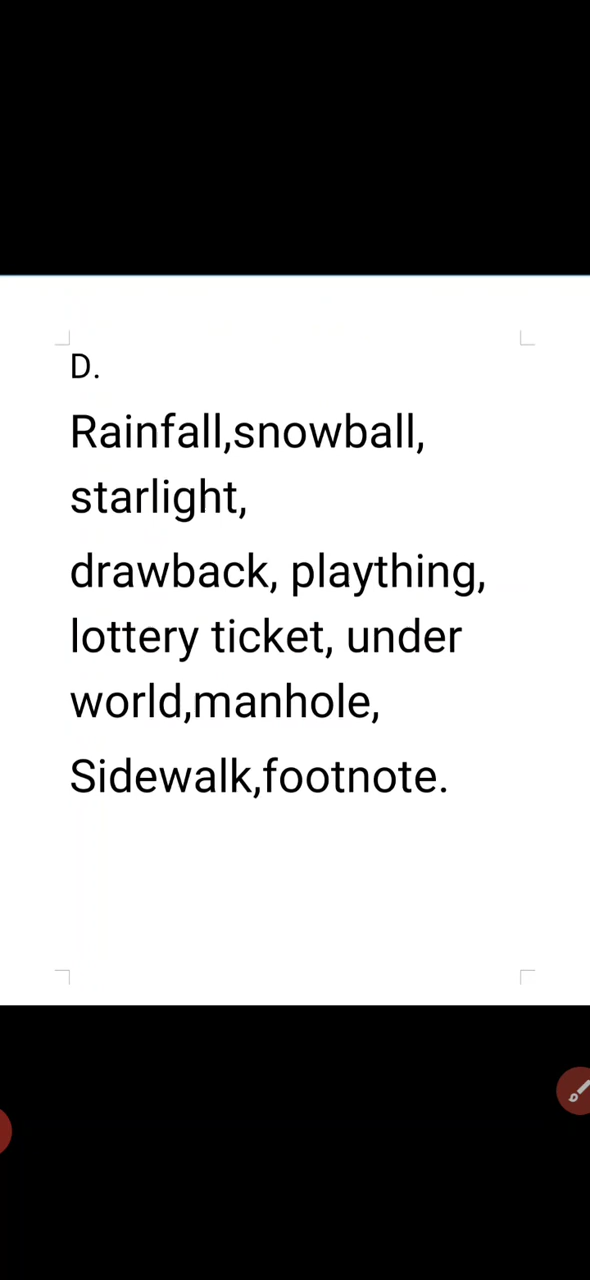 D.
Rainfall,snowball,
starlight,
drawback, plaything,
lottery ticket, under
world,manhole,
Sidewalk,footnote.